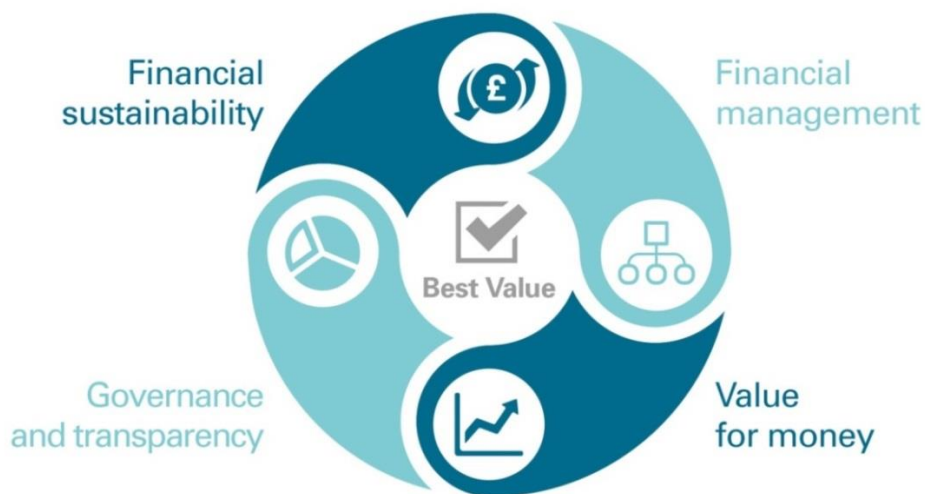 Financial
sustainability
Financial
management
£
Best Value
Governance
and transparency
Value
for money